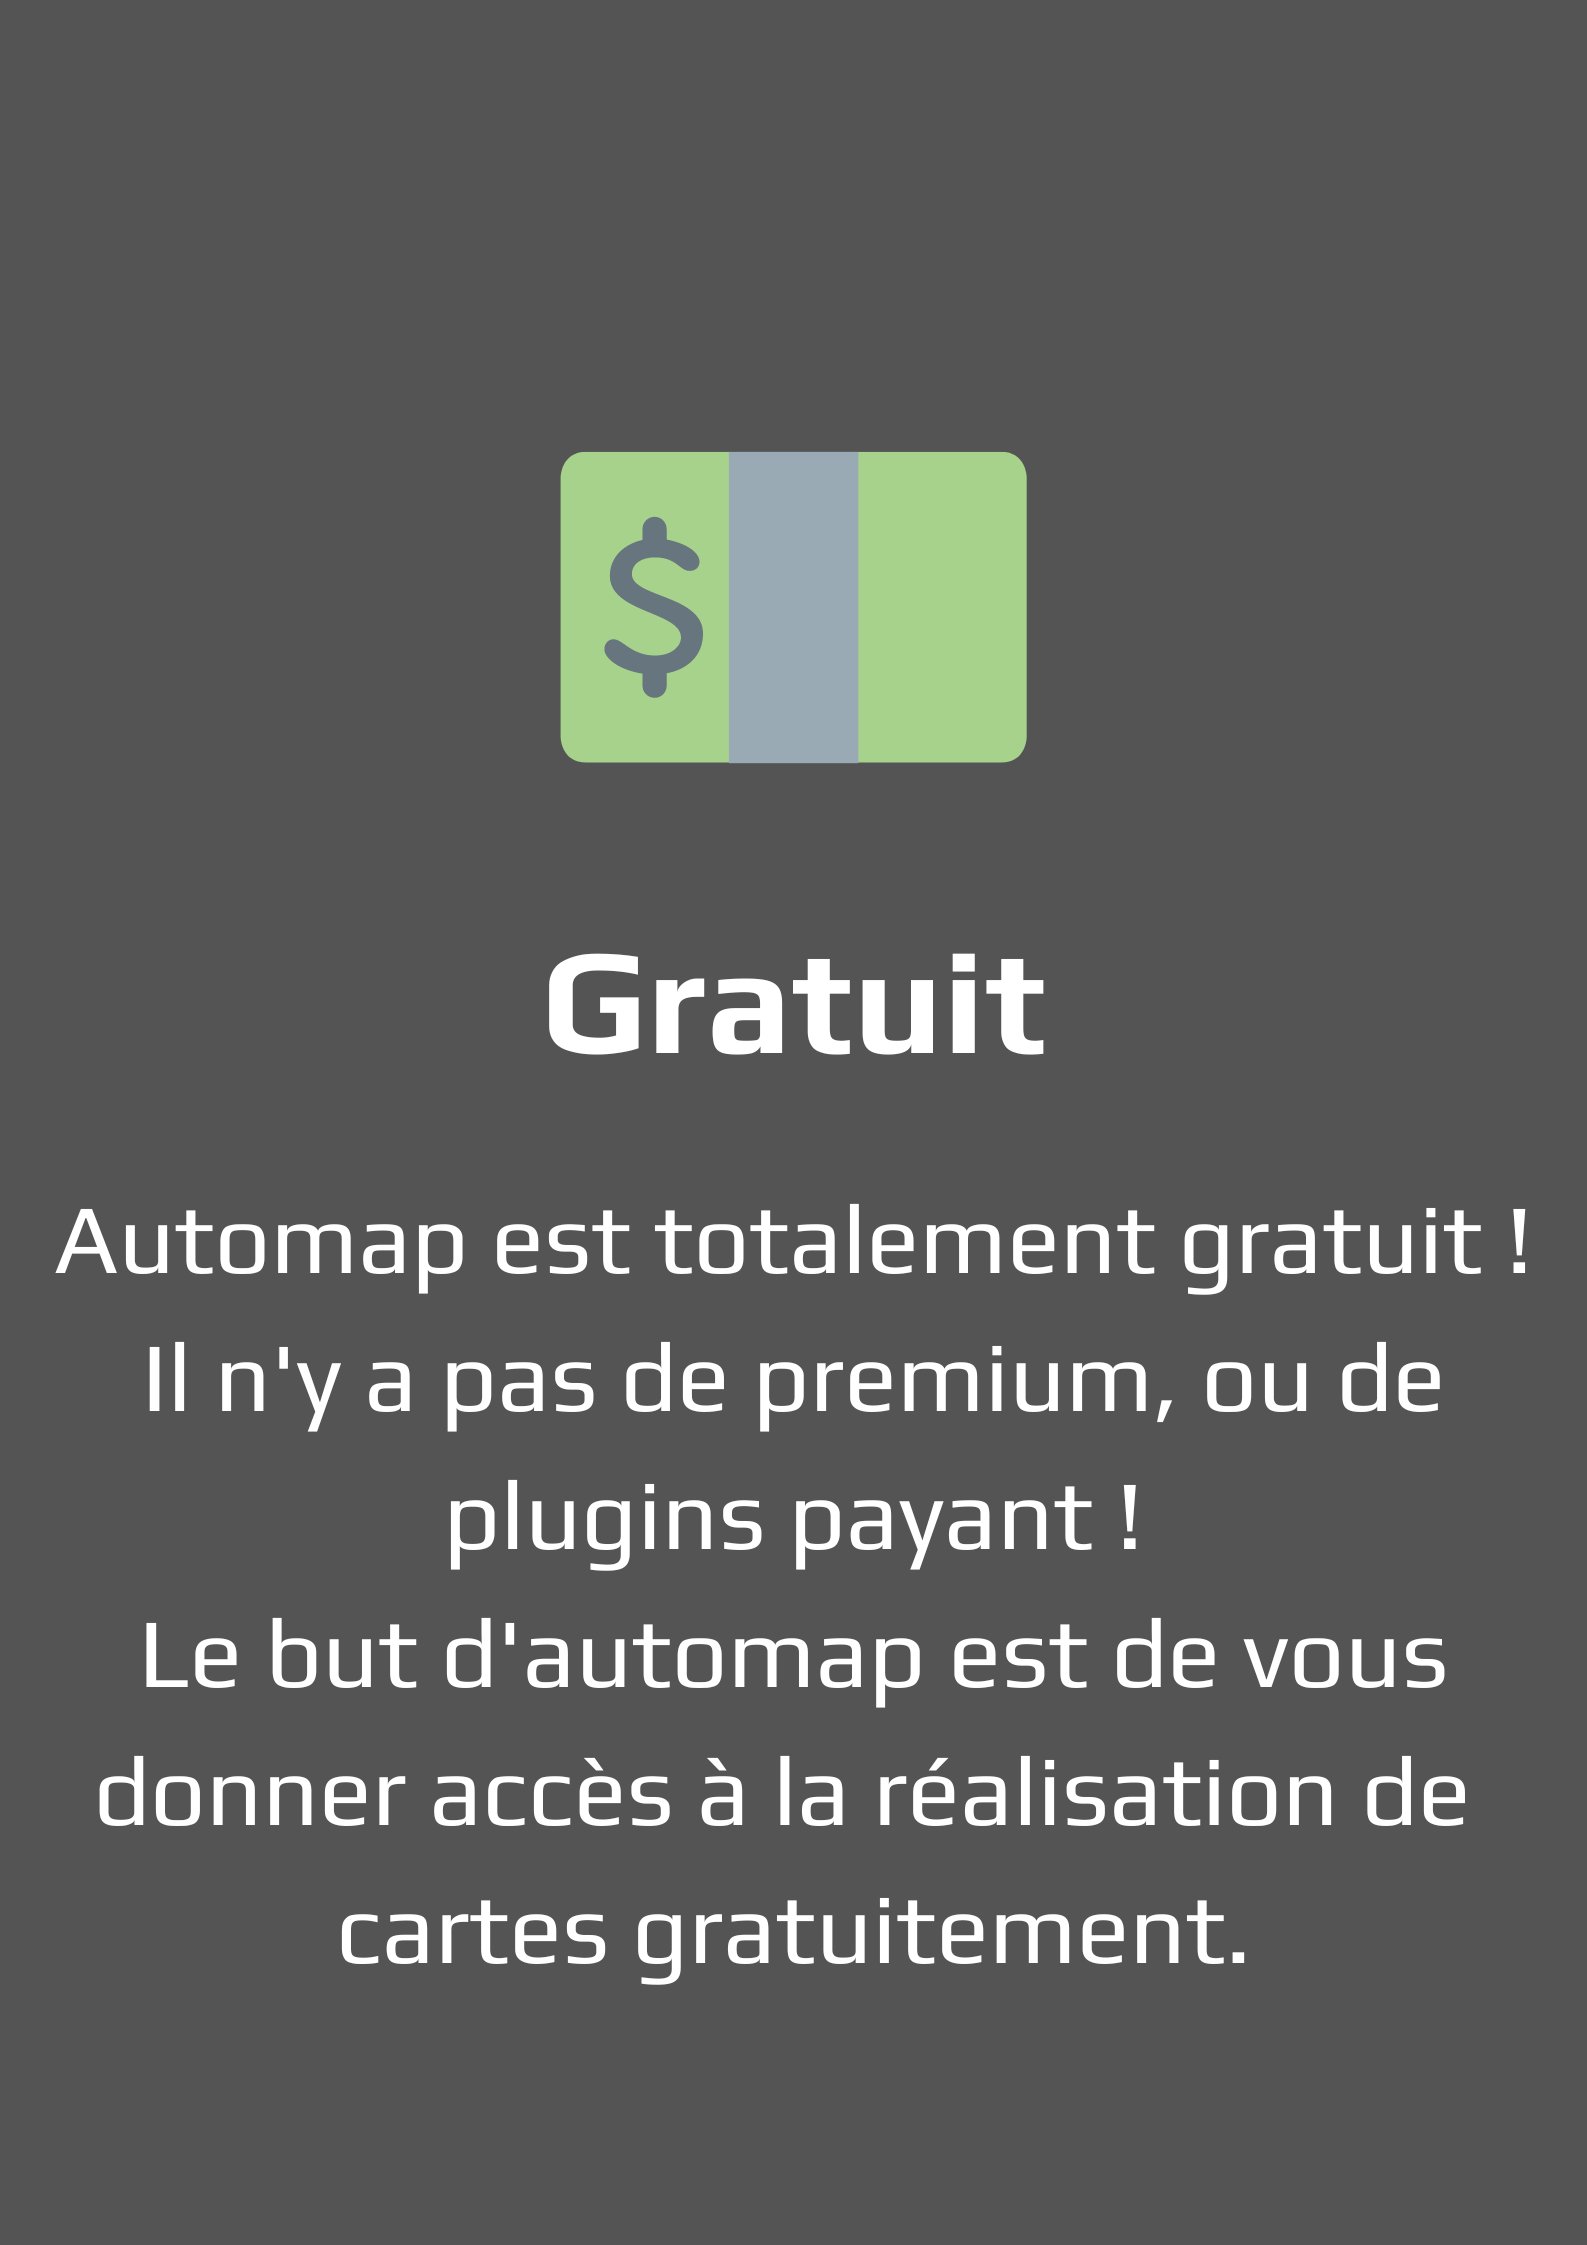 $
Gratuit
Automap est totalement gratuit !
Il n'y a pas de premium, ou de
plugins payant !
Le but d'automap est de vous
donner accès à la réalisation de
cartes gratuitement.